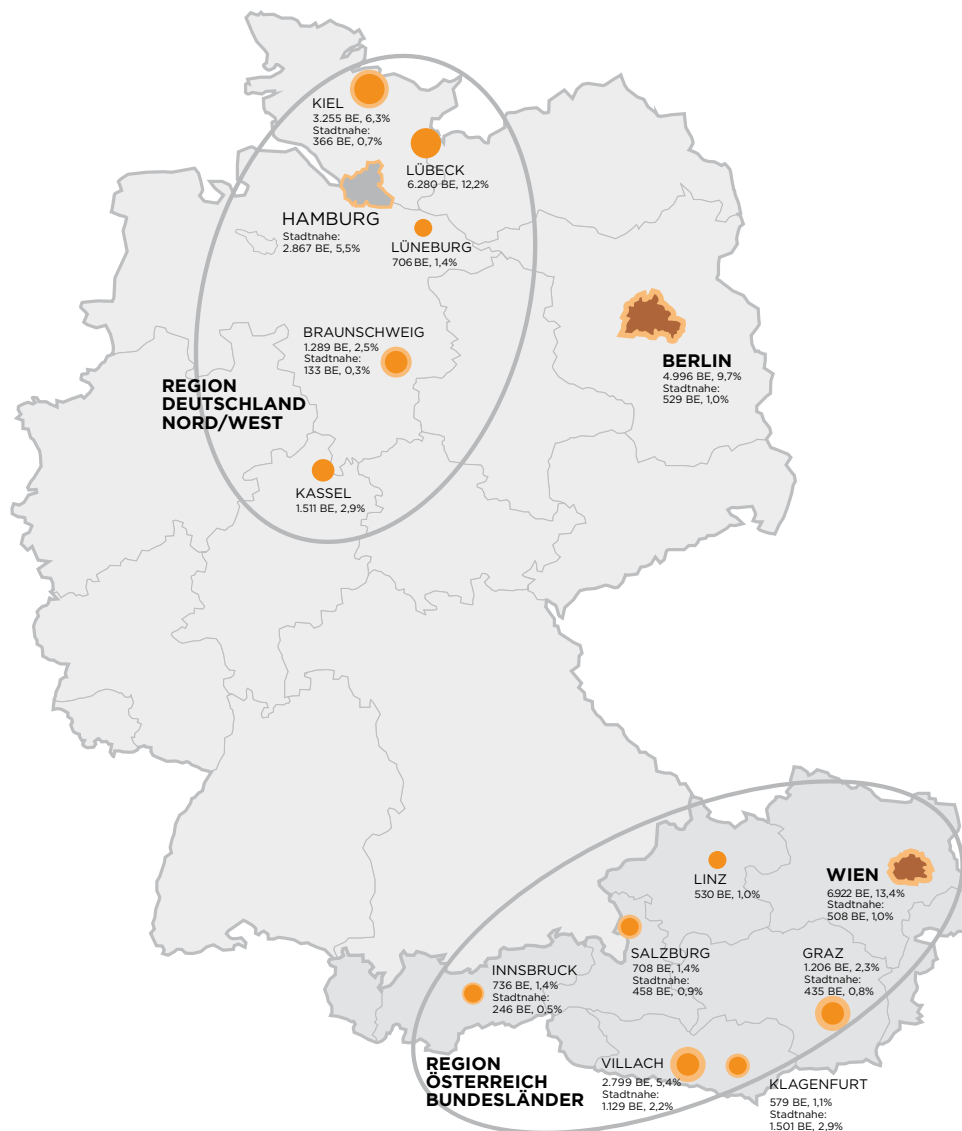 KIEL
3.255 BE, 6,3%
Stadtnahe:
366 BE, 0,7%
LÜBECK
6.280 BE, 12,2%
HAMBURG
Stadtnahe:
2.867 BE, 5,5%
LÜNEBURG
706 BE, 1,4%
BRAUNSCHWEIG
1.289 BE, 2,5%
Stadtnahe:
133 BE, 0,3%
BERLIN
4.996 BE, 9,7%
Stadtnahe:
529 BE, 1,0%
REGION
DEUTSCHLAND
NORD/WEST
KASSEL
1.511 BE, 2,9%
LINZ
530 BE, 1,0%
WIEN
6.922 BE, 13,4%
Stadtnahe:
508 BE, 1,0%
SALZBURG
708 BE, 1,4%
Stadtnahe:
458 BE, 0,9%
GRAZ
1.206 BE, 2,3%
Stadtnahe:
435 BE, 0,8%
INNSBRUCK
736 BE, 1,4%
Stadtnahe:
246 BE, 0,5%
REGION
ÖSTERREICH
BUNDESLÄNDER
VILLACH
2.799 BE, 5,4%
Stadtnahe:
1.129 BE, 2,2%
KLAGENFURT
579 BE, 1,1%
Stadtnahe:
1.501 BE, 2,9%